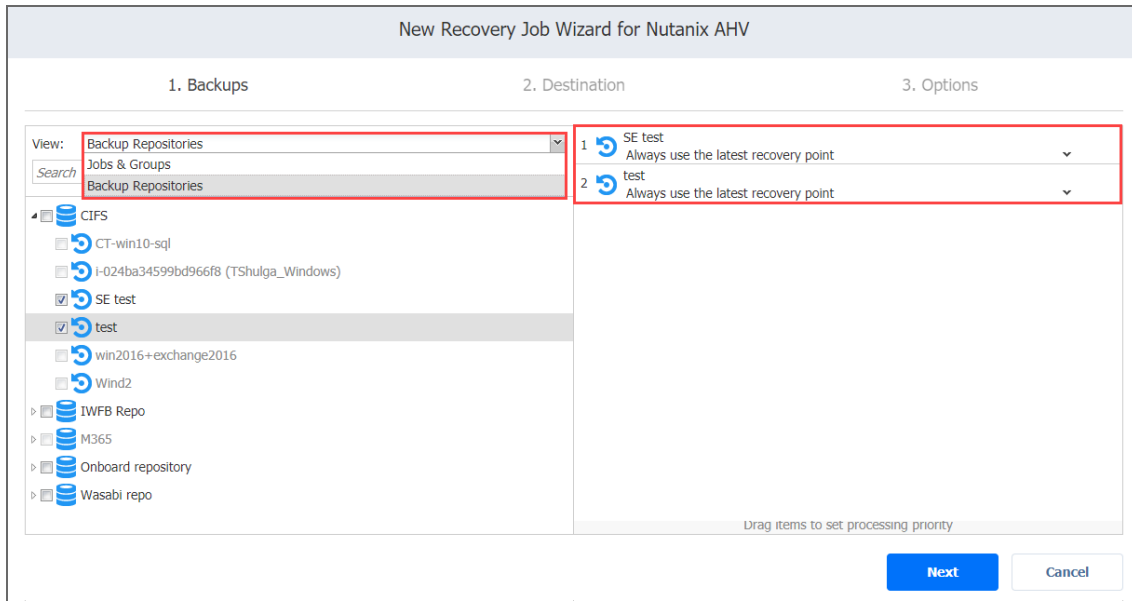 New Recovery Job Wizard for Nutanix AHV
1. Backups
2. Destination
3. Options
View: Backup Repositories
Search
Jobs & Groups
Backup Repositories
CIFS
CT-win10-sql
i-024ba34599bd966f8 (TShulga_Windows)
SE test
test
win2016+exchange2016
Wind2
IWFB Repo
M365
Onboard repository
Wasabi repo
1 SE test
Always use the latest recovery point
2 test
Always use the latest recovery point
Drag items to set processing priority
Next
Cancel